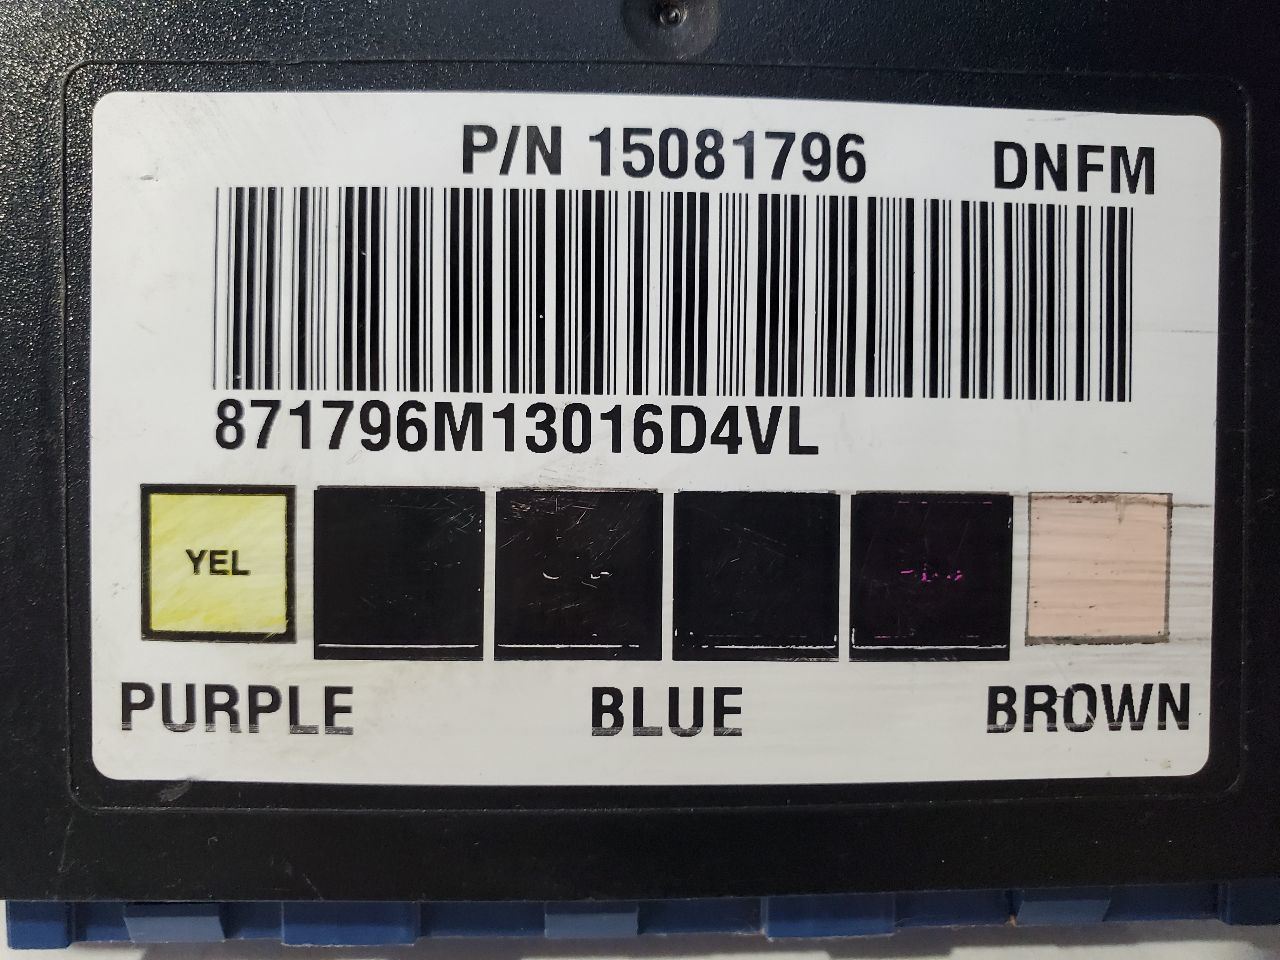 P/N 15081796 DNFM
871796M13016D4VL
YEL
PURPLE BLUE BROWN